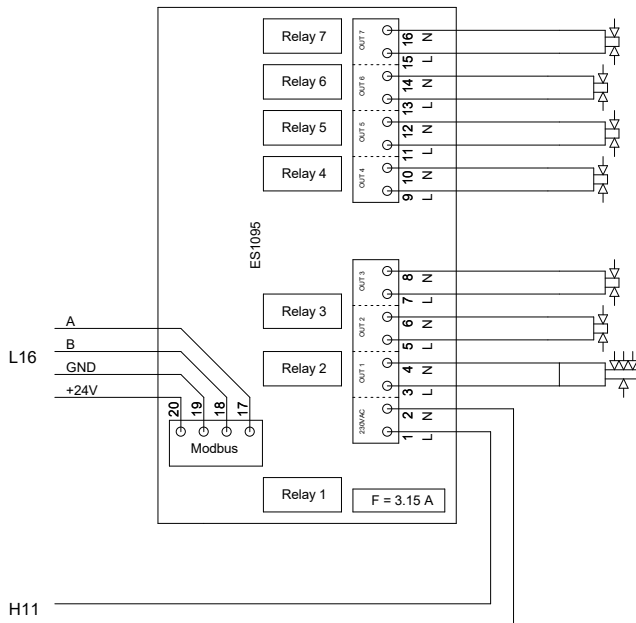 Relay 7
OUT 7
16 N
15 L
Relay 6
OUT 6
14 N
13 L
Relay 5
OUT 5
12 N
11 L
Relay 4
OUT 4
10 N
9 L
ES1095
Relay 3
OUT 3
8 N
7 L
OUT 2
6 N
5 L
Relay 2
OUT 1
4 N
3 L
230VAC
2 N
1 L
L16
A
B
GND
+24V
20
19
18
17
Modbus
Relay 1
F = 3.15 A
H11